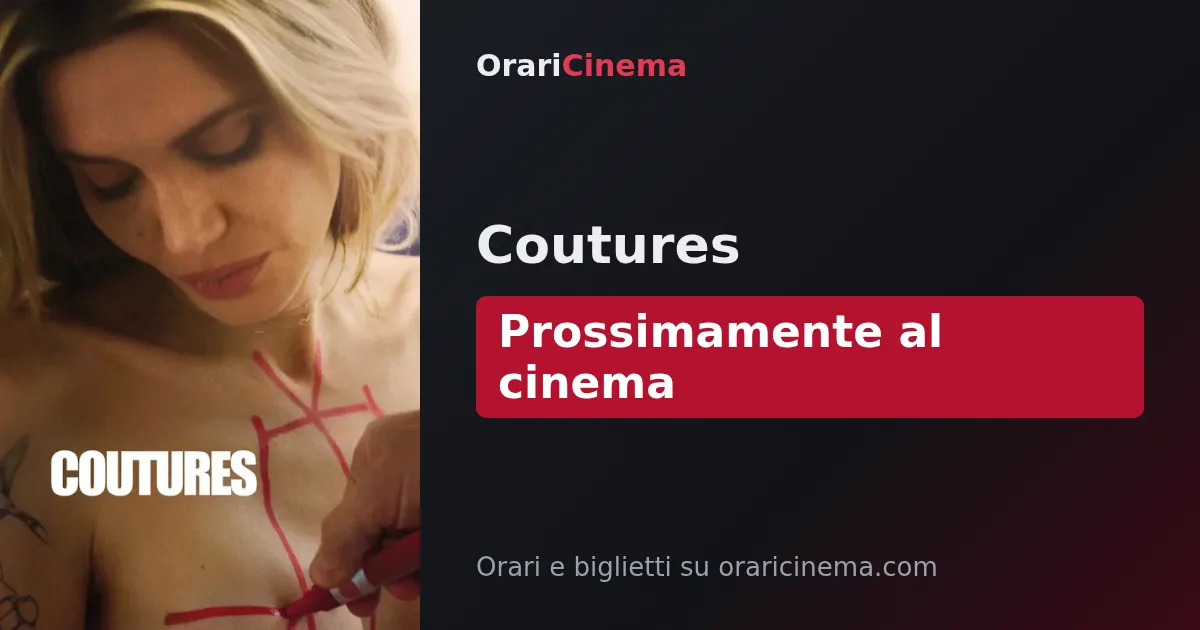 OrariCinema
Coutures
Prossimamente al
cinema
COUTURES
Orari e biglietti su oraricinema.com